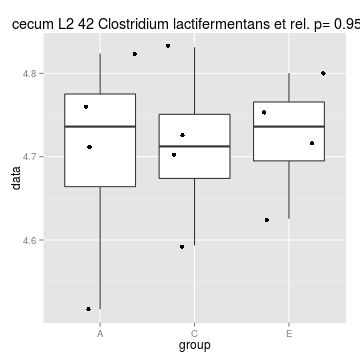 cecum L2 42 Clostridium lactifermentans et rel. p= 0.95
4.8
4.7
4.6
data
A C E
group